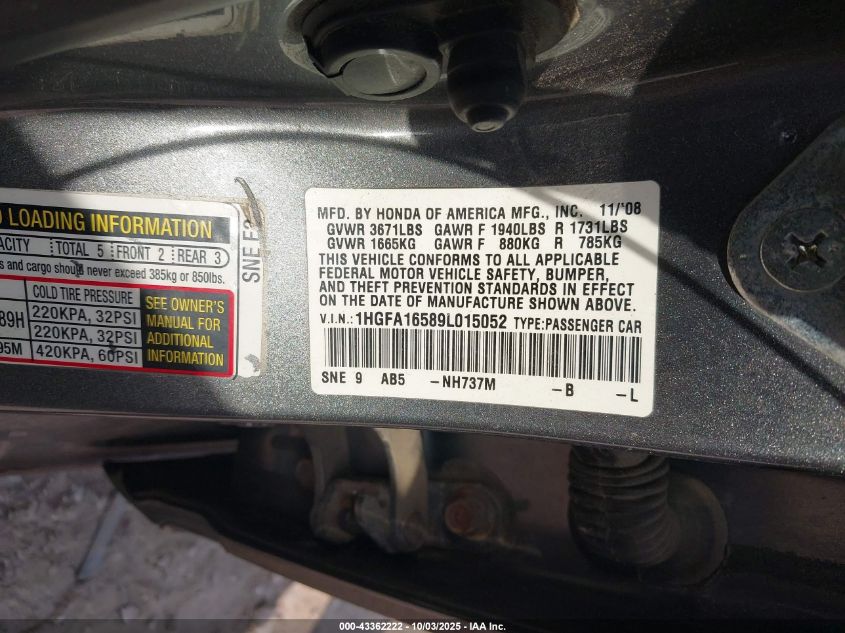 LOADING INFORMATION
TOTAL 5 FRONT 2 REAR 3
and cargo should never exceed 385kg or 850lbs.
COLD TIRE PRESSURE
220KPA, 32PSI
220KPA, 32PSI
420KPA, 60PSI
SEE OWNER'S
MANUAL FOR
ADDITIONAL
INFORMATION
MFD. BY HONDA OF AMERICA MFG., INC. 11/'08
GVWR 3671LBS GAWR F 1940LBS R 1731LBS
GVWR 1665KG GAWR F 880KG R 785KG
THIS VEHICLE CONFORMS TO ALL APPLICABLE
FEDERAL MOTOR VEHICLE SAFETY, BUMPER,
AND THEFT PREVENTION STANDARDS IN EFFECT
ON THE DATE OF MANUFACTURE SHOWN ABOVE.
V.I.N.: 1HGFA16589L015052 TYPE:PASSENGER CAR
SNE 9 AB5 -NH737M -B -L
000-43362222 - 10/03/2025 - IAA Inc.